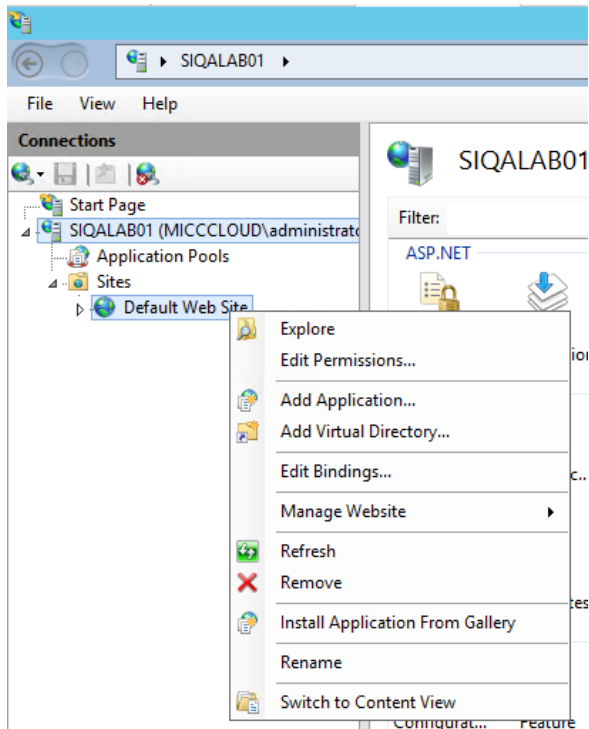 SIQALAB01
File View Help
Connections
SIQALAB01
Start Page
Filter:
SIQALAB01 (MICCCLOUD\administrato
ASP.NET
Application Pools
Sites
Default Web Site
Explore
Edit Permissions...
Add Application...
Add Virtual Directory...
Edit Bindings...
Manage Website
Refresh
Remove
Install Application From Gallery
Rename
Switch to Content View
Configurat... Feature